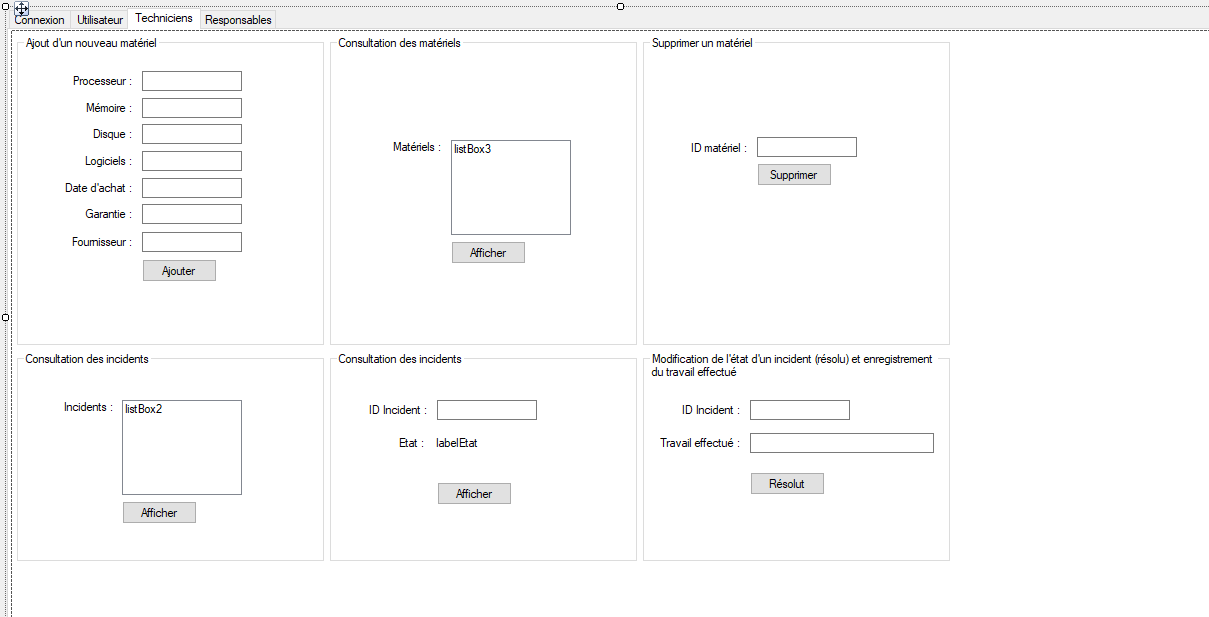 Connexion
Utilisateur
Techniciens
Responsables
Ajout d'un nouveau matériel
Processeur :
Mémoire :
Disque :
Logiciels :
Date d'achat :
Garantie :
Fournisseur :
Ajouter
Consultation des matériels
Matériels :
listBox3
Afficher
Supprimer un matériel
ID matériel :
Supprimer
Consultation des incidents
Incidents :
listBox2
Afficher
Consultation des incidents
ID Incident :
Etat :
labelEtat
Afficher
Modification de l'état d'un incident (résolu) et enregistrement
du travail effectué
ID Incident :
Travail effectué :
Résolut